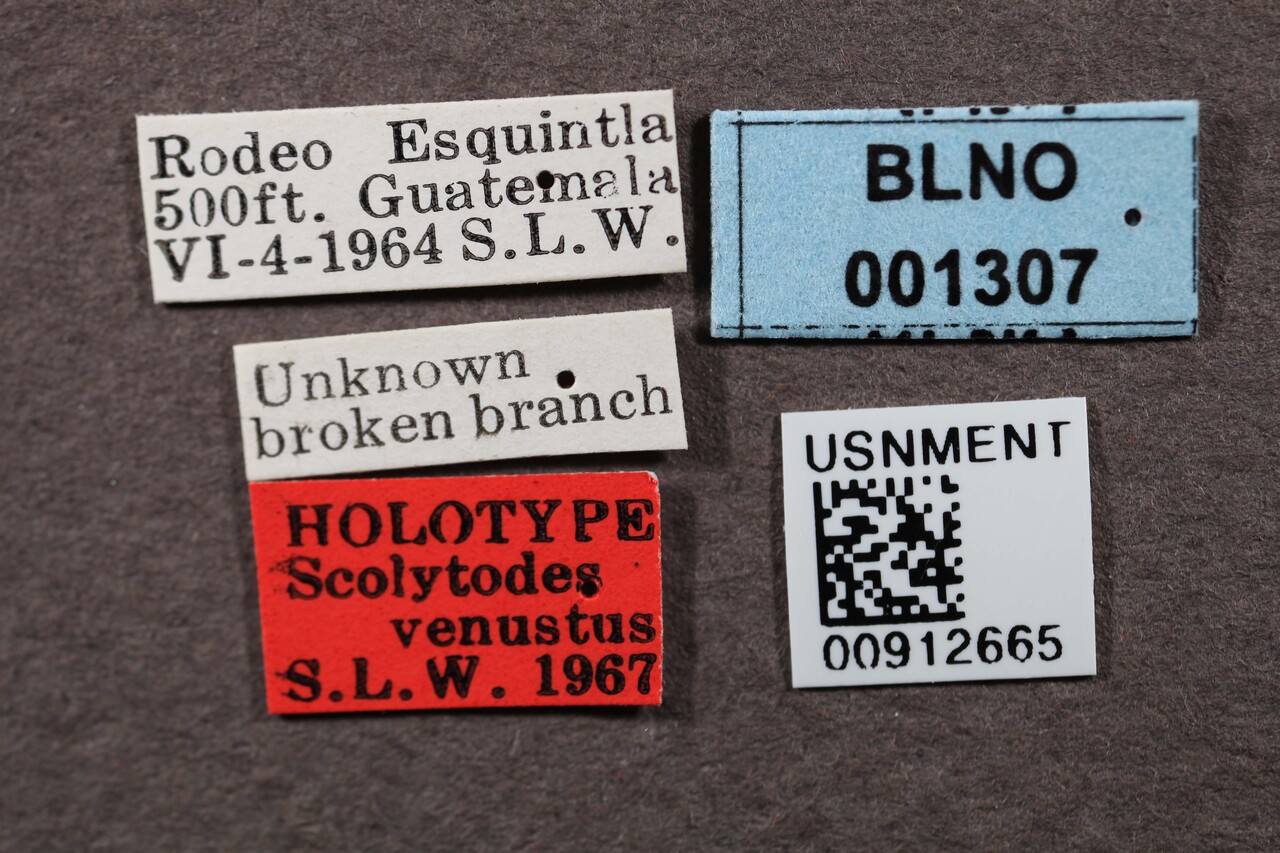 Rodeo Esquintla
500ft. Guatemala
VI-4-1964 S.L.W.
Unknown
broken branch
HOLOTYPE
Scolytodes
venustus
S.L.W. 1967
BLNO
001307
USNMENT
00912665